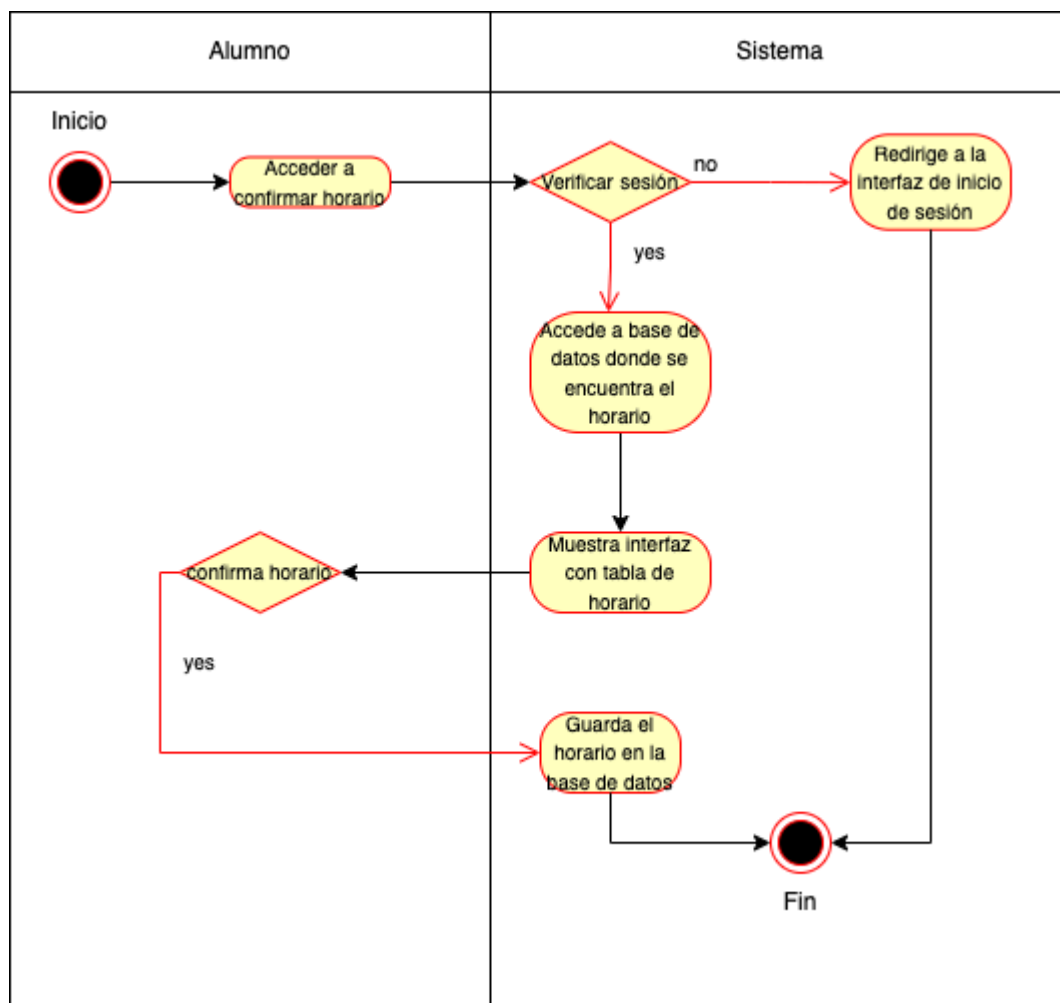 Alumno
Sistema
Inicio
Acceder a
confirmar horario
Verificar sesión
no
Redirige a la
interfaz de inicio
de sesión
yes
Accede a base de
datos donde se
encuentra el
horario
Muestra interfaz
con tabla de
horario
confirma horario
yes
Guarda el
horario en la
base de datos
Fin